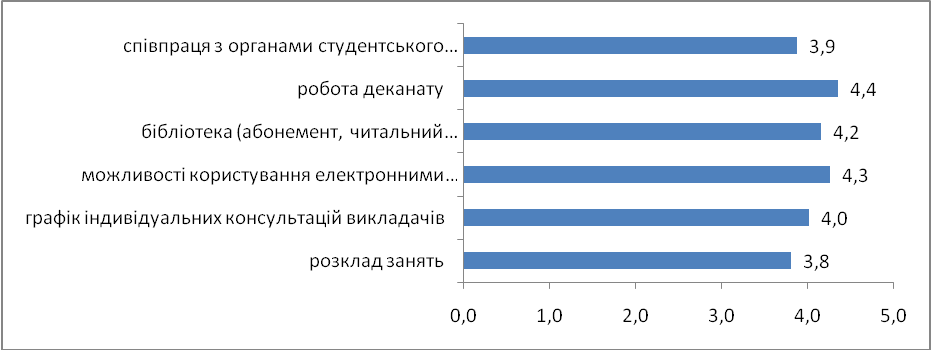 співпраця з органами студентського... 3,9
робота деканату 4,4
бібліотека (абонемент, читальний... 4,2
можливості користування електронними... 4,3
графік індивідуальних консультацій викладачів 4,0
розклад занять 3,8
0,0 1,0 2,0 3,0 4,0 5,0